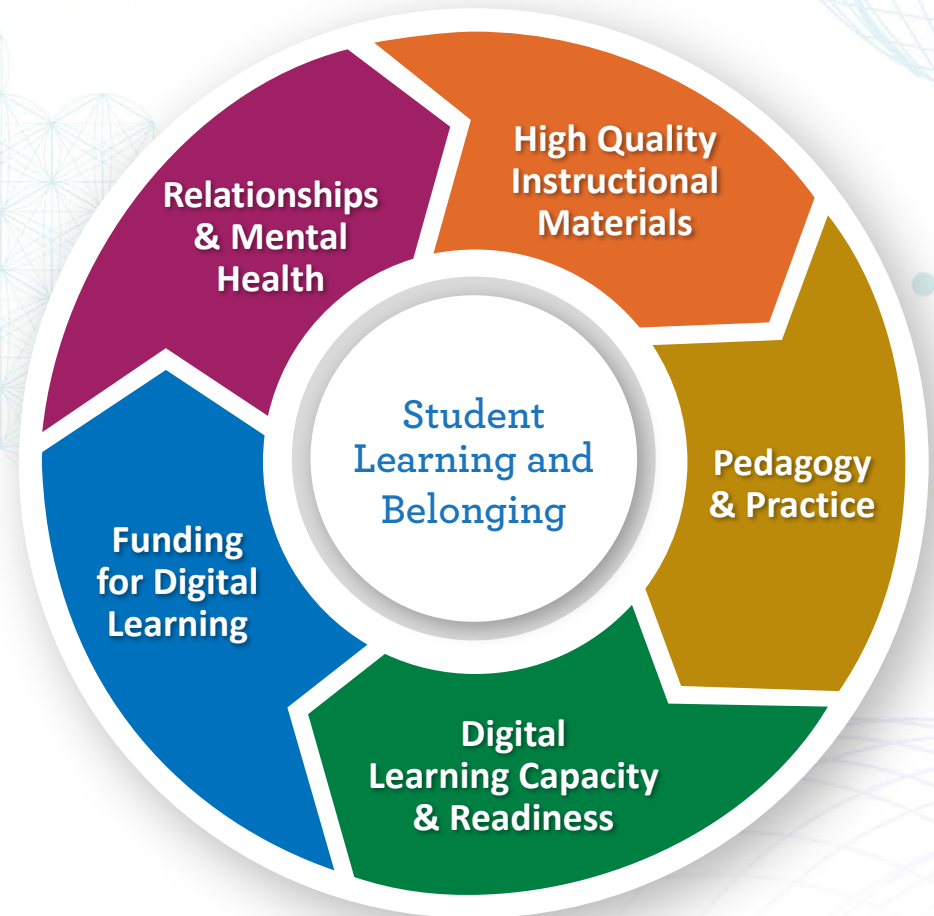 High Quality
Instructional
Materials
Pedagogy
& Practice
Digital
Learning Capacity
& Readiness
Funding
for Digital
Learning
Relationships
& Mental
Health
Student
Learning and
Belonging